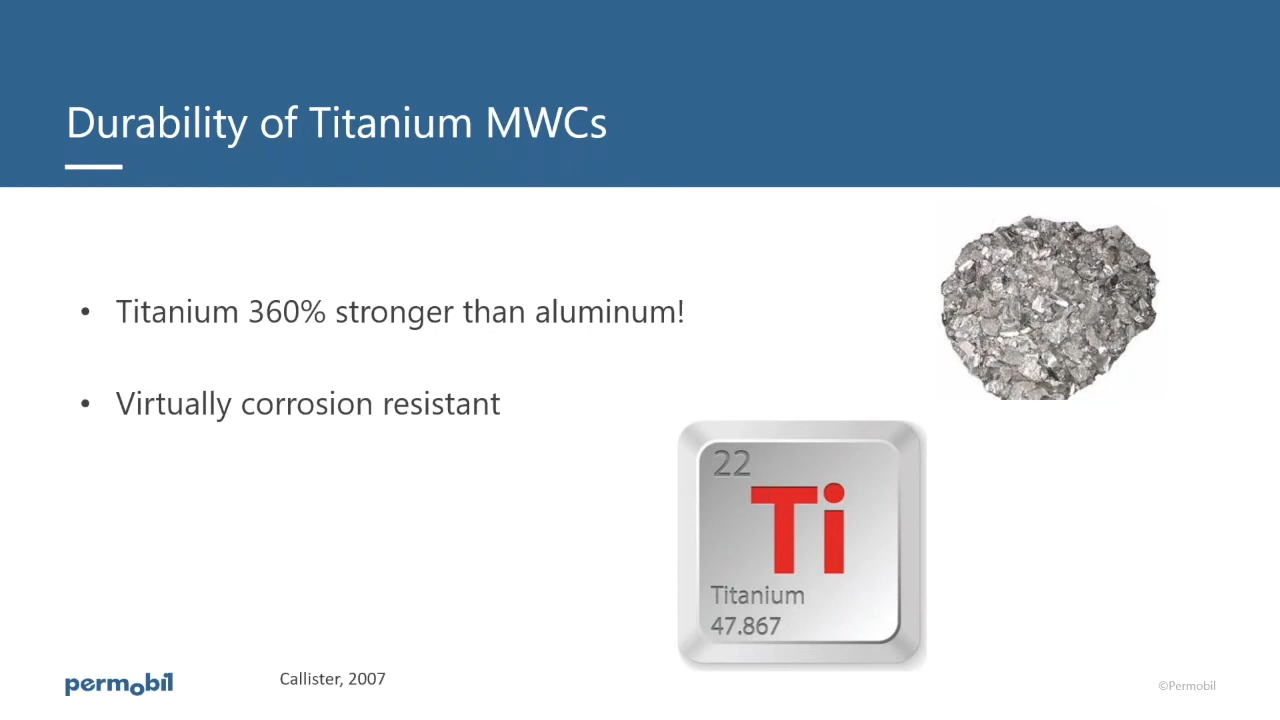 Durability of Titanium MWCs
• Titanium 360% stronger than aluminum!
• Virtually corrosion resistant
22
Ti
Titanium
47.867
permobil
Callister, 2007
©Permobil